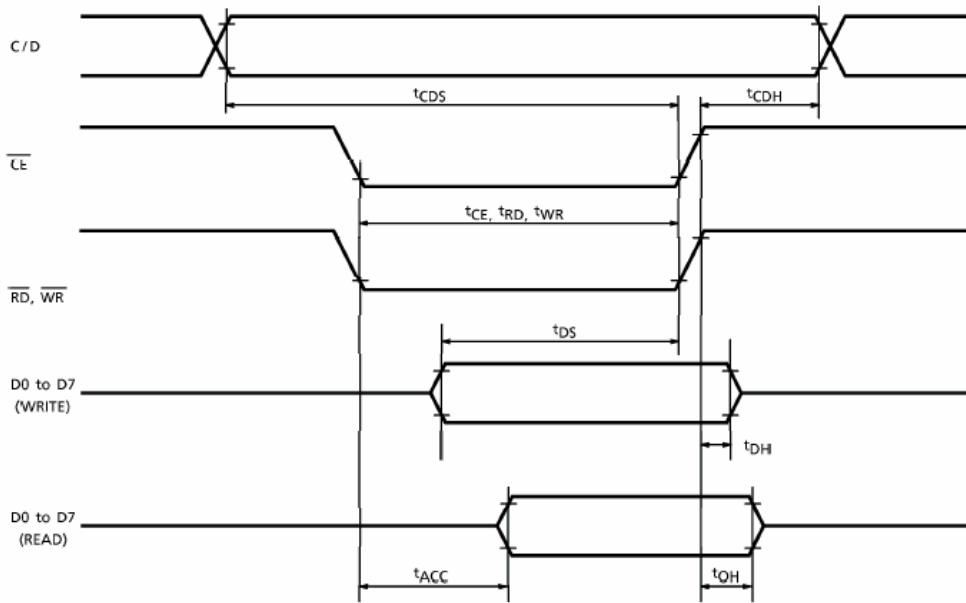 C/D
tCDS
tCDH
CE
tCE, tRD, tWR
RD, WR
tDS
D0 to D7
(WRITE)
tDH
D0 to D7
(READ)
tACC
tOH